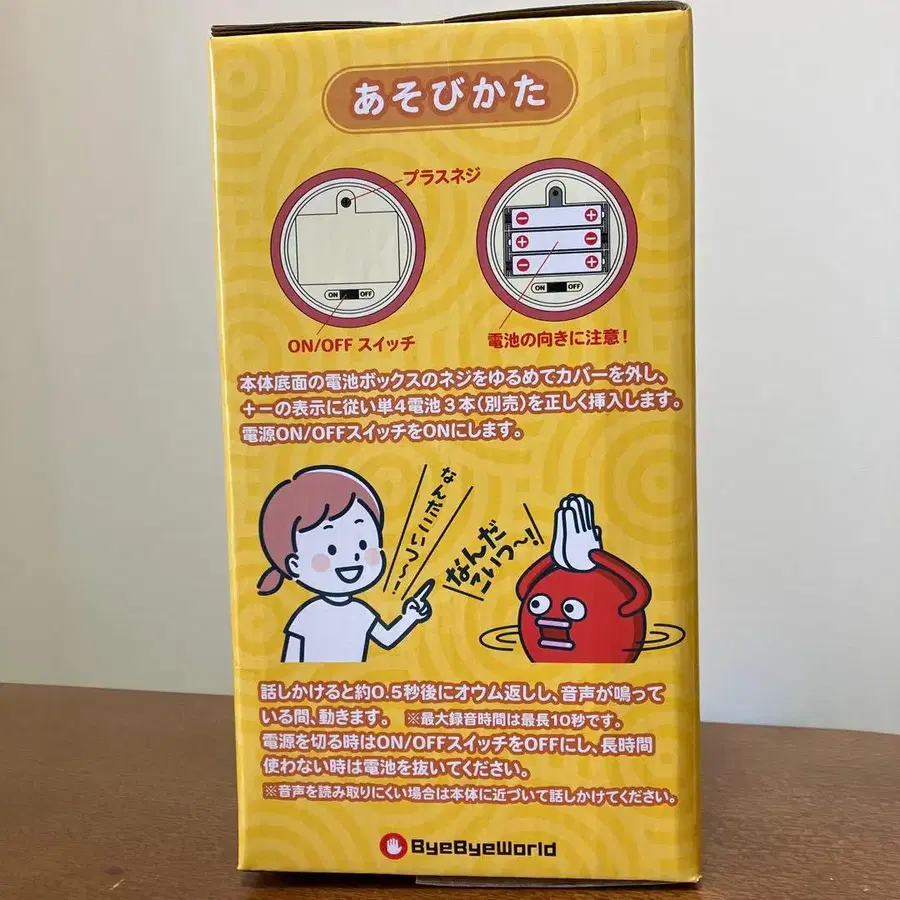 あそびかた
プラスネジ
ON OFF
ON OFF
ON/OFF スイッチ
電池の向きに注意!
本体底面の電池ボックスのネジをゆるめてカバーを外し、
+−の表示に従い単4電池3本(別売)を正しく挿入します。
電源ON/OFFスイッチをONにします。
なんだこいつ〜!
なんだ
こいつ〜!
話しかけると約0.5秒後にオウム返しし、音声が鳴って
いる間、動きます。 ※最大録音時間は最長10秒です。
電源を切る時はON/OFFスイッチをOFFにし、長時間
使わない時は電池を抜いてください。
※音声を読み取りにくい場合は本体に近づいて話しかけてください。
ByeByeWorld